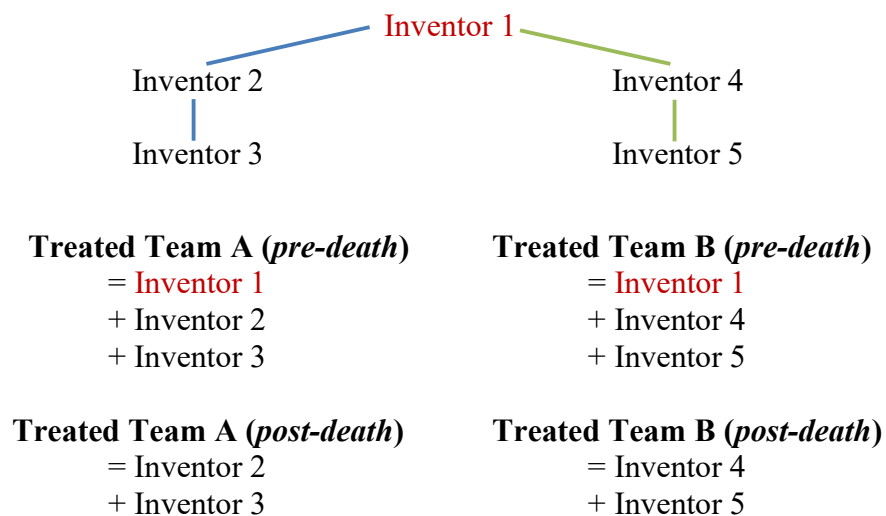 Inventor 1
Inventor 2 Inventor 4
Inventor 3 Inventor 5
Treated Team A (pre-death) Treated Team B (pre-death)
= Inventor 1 = Inventor 1
+ Inventor 2 + Inventor 4
+ Inventor 3 + Inventor 5
Treated Team A (post-death) Treated Team B (post-death)
= Inventor 2 = Inventor 4
+ Inventor 3 + Inventor 5